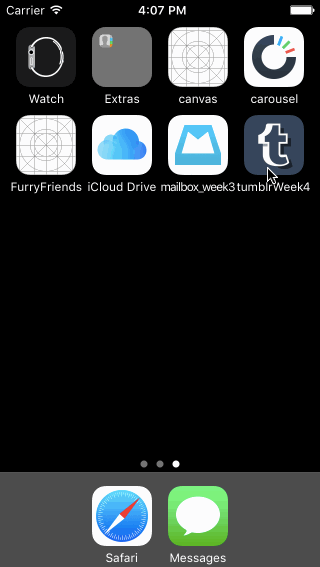 Carrier 4:07 PM
Watch Extras canvas carousel
FurryFriends iCloud Drive mailbox_week3 tumblrWeek4
Safari Messages